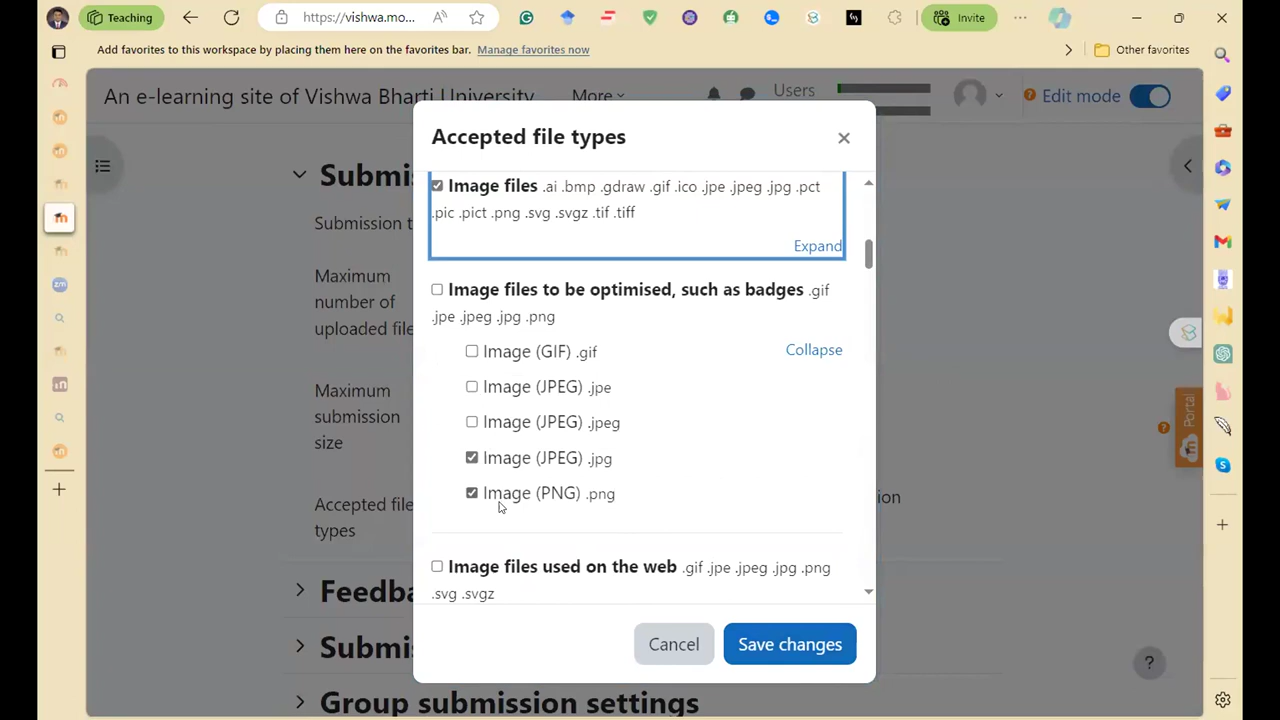 Teaching
https://vishwa.mo...
Invite
Add favorites to this workspace by placing them here on the favorites bar. Manage favorites now
Other favorites
An e-learning site of Vishwa Bharti University
More
Users
Edit mode
Accepted file types
Image files .ai .bmp .gdraw .gif .ico .jpe .jpeg .jpg .pct
.pic .pict .png .svg .svgz .tif .tiff
Expand
Image files to be optimised, such as badges .gif
.jpe .jpeg .jpg .png
Image (GIF) .gif
Collapse
Image (JPEG) .jpe
Image (JPEG) .jpeg
Image (JPEG) .jpg
Image (PNG) .png
Image files used on the web .gif .jpe .jpeg .jpg .png
.svg .svgz
Cancel
Save changes
Submi
Submission t
Maximum
number of
uploaded file
Maximum
submission
size
Accepted file
types
ion
Feedba
Submi
Group submission settings
Portal
?